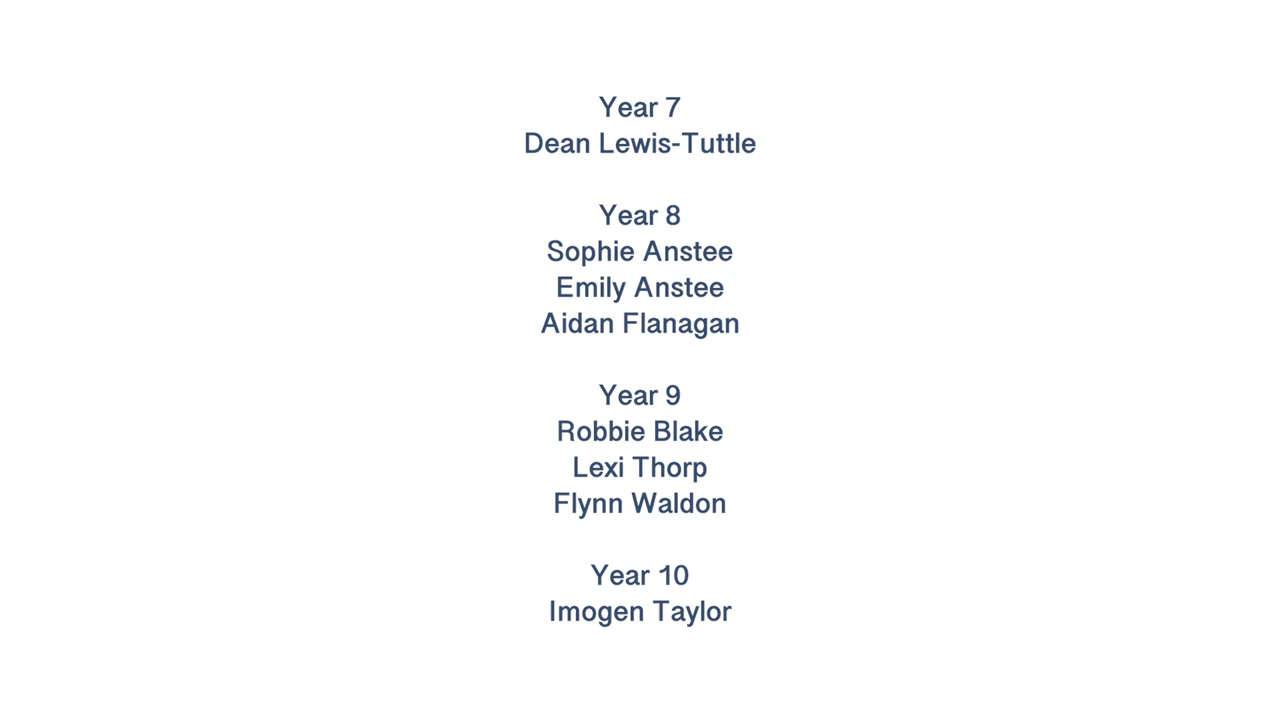 Year 7
Dean Lewis-Tuttle
Year 8
Sophie Anstee
Emily Anstee
Aidan Flanagan
Year 9
Robbie Blake
Lexi Thorp
Flynn Waldon
Year 10
Imogen Taylor